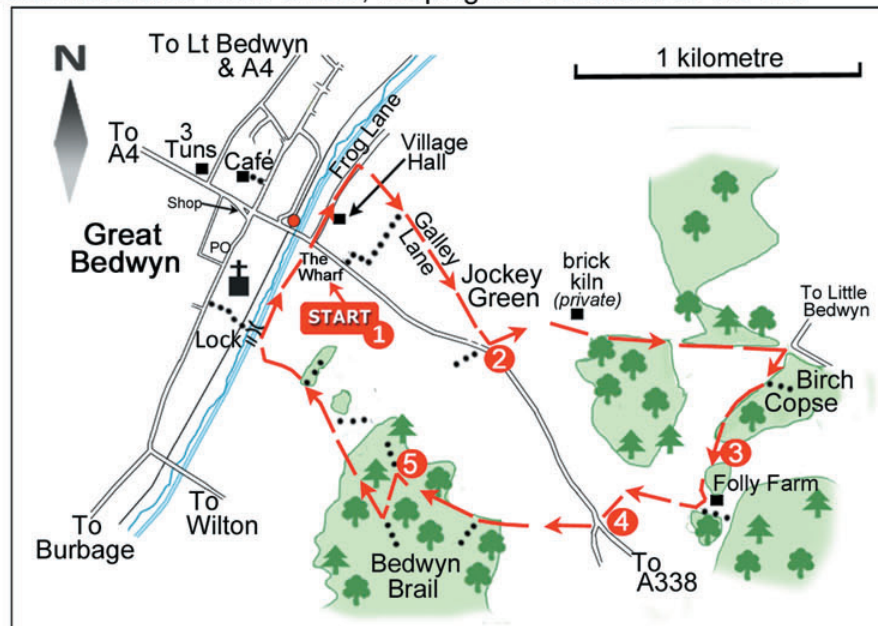 To Lt Bedwyn
& A4
N
1 kilometre
To
A4
3
Tuns
Café
Frog Lane
Village
Hall
Shop
Great
Bedwyn
PO
The
Wharf
Galley
Lane
Jockey
Green
brick
kiln
(private)
To Little
Bedwyn
START
1
Lock
2
Birch
Copse
3
Folly Farm
5
4
To
Wilton
To
Burbage
Bedwyn
Brail
To
A338